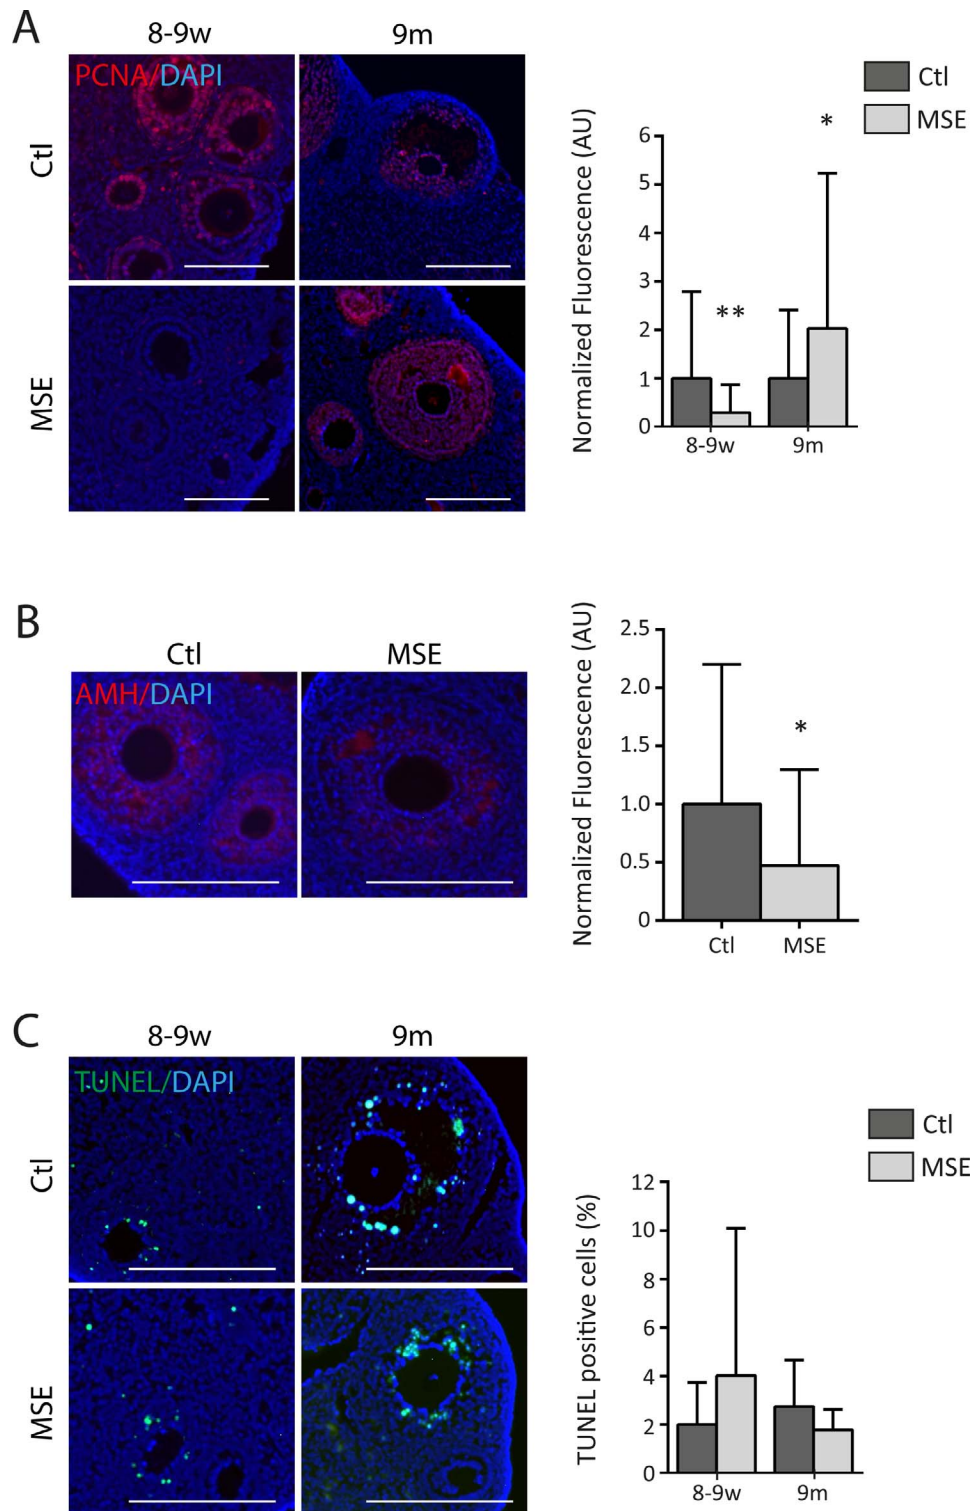 A
8-9w
9m
PCNA/DAPI
Ctl
MSE
Ctl
MSE
Normalized Fluorescence (AU)
6
5
4
3
2
1
0
**
*
8-9w
9m
B
Ctl
MSE
AMH/DAPI
Normalized Fluorescence (AU)
2.5
2.0
1.5
1.0
0.5
0
*
Ctl
MSE
C
8-9w
9m
TUNEL/DAPI
Ctl
MSE
Ctl
MSE
TUNEL positive cells (%)
12
10
8
6
4
2
0
8-9w
9m